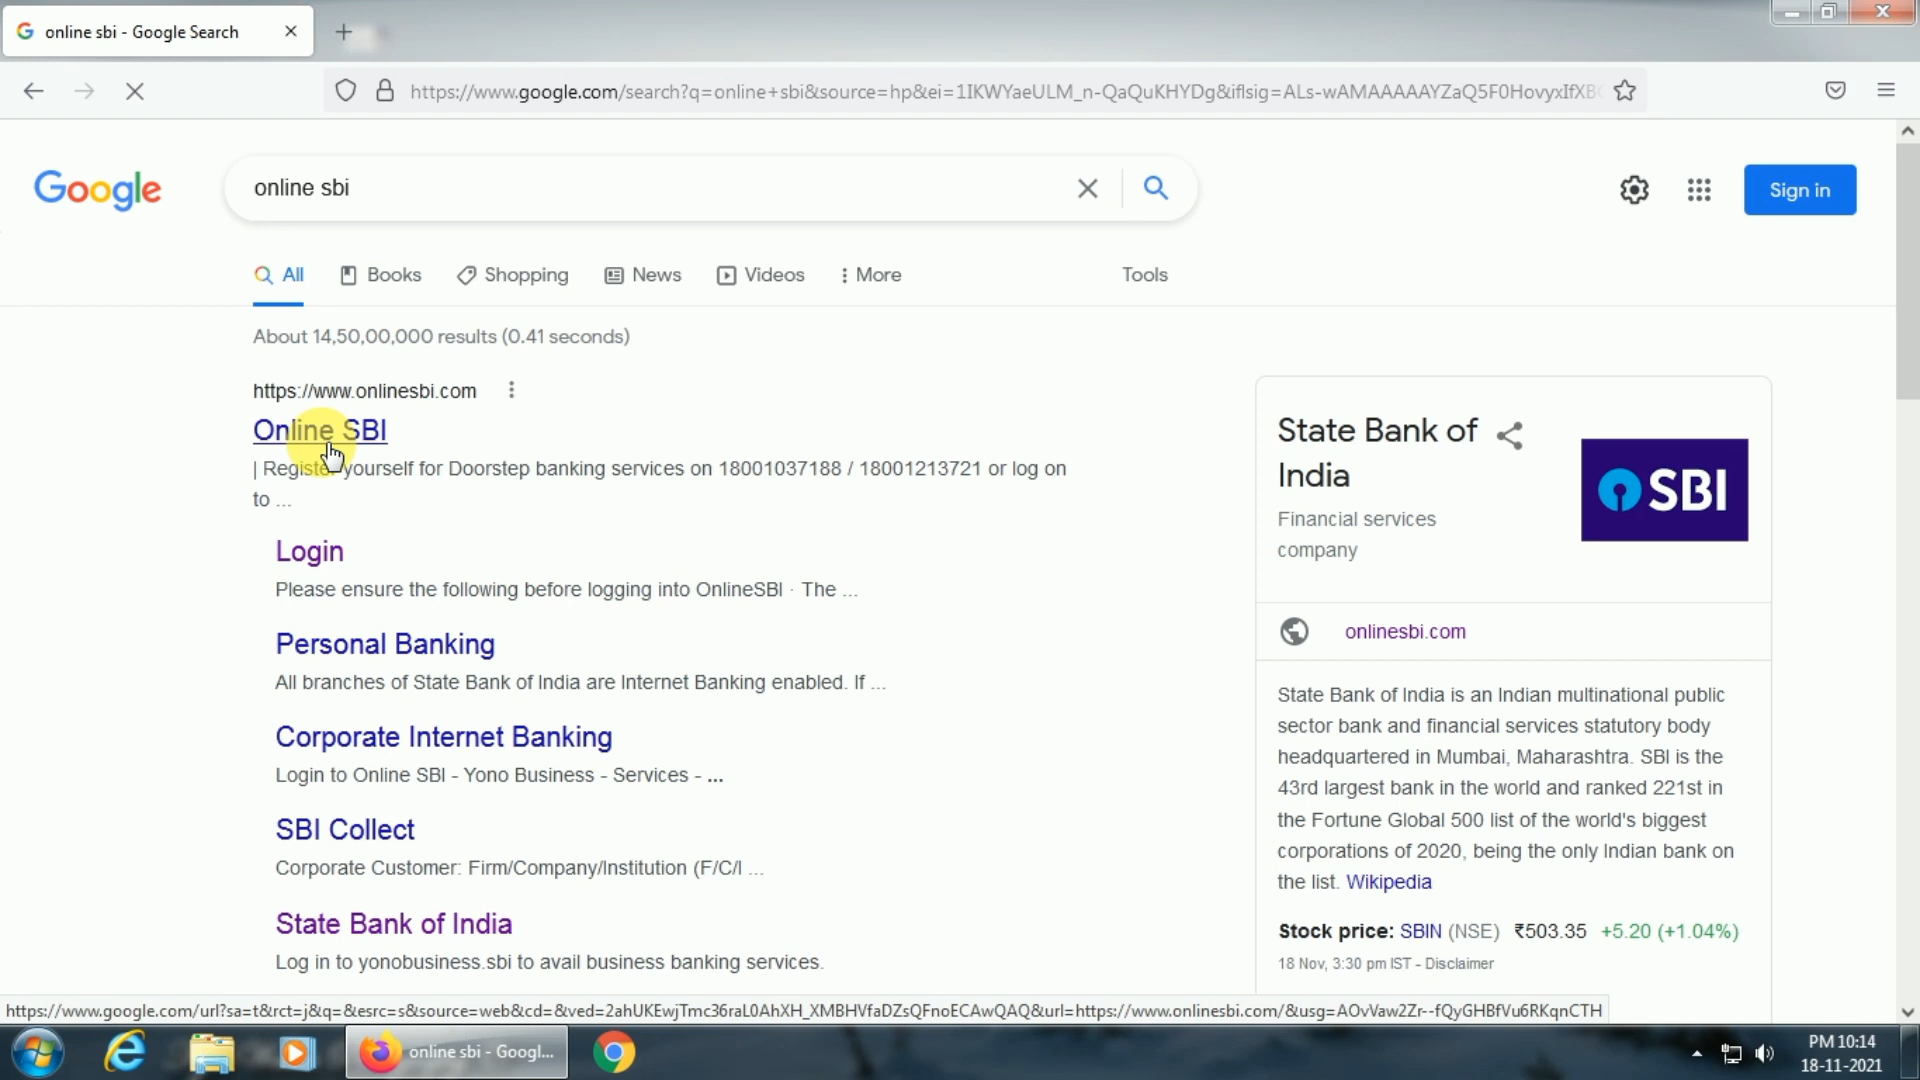 online sbi - Google Search
https://www.google.com/search?q=online+sbi&source=hp&ei=1IKWYaeULM_n-QaQuKHYDg&iflsig=ALs-wAMAAAAAYZaQ5F0HovyxIfXB
Google
online sbi
Sign in
All Books Shopping News Videos More Tools
About 14,50,00,000 results (0.41 seconds)
https://www.onlinesbi.com
Online SBI
| Register yourself for Doorstep banking services on 18001037188 / 18001213721 or log on
to ...
Login
Please ensure the following before logging into OnlineSBI · The ...
Personal Banking
All branches of State Bank of India are Internet Banking enabled. If ...
Corporate Internet Banking
Login to Online SBI - Yono Business - Services - ...
SBI Collect
Corporate Customer: Firm/Company/Institution (F/C/I ...
State Bank of India
Log in to yonobusiness.sbi to avail business banking services.
State Bank of
India
Financial services
company
SBI
onlinesbi.com
State Bank of India is an Indian multinational public
sector bank and financial services statutory body
headquartered in Mumbai, Maharashtra. SBI is the
43rd largest bank in the world and ranked 221st in
the Fortune Global 500 list of the world's biggest
corporations of 2020, being the only Indian bank on
the list. Wikipedia
Stock price: SBIN (NSE) ₹503.35 +5.20 (+1.04%)
18 Nov, 3:30 pm IST - Disclaimer
https://www.google.com/url?sa=t&rct=j&q=&esrc=s&source=web&cd=&ved=2ahUKEwjTmc36raL0AhXH_XMBHVfaDZsQFnoECAwQAQ&url=https://www.onlinesbi.com/&usg=AOvVaw2Zr--fQyGHBfVu6RKqnCTH
online sbi - Googl...
PM 10:14
18-11-2021